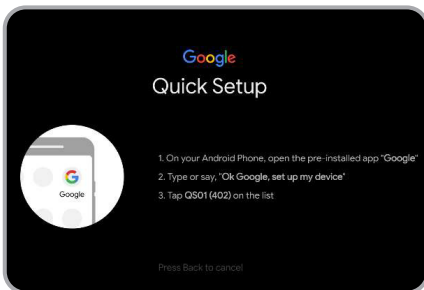 Google
Quick Setup
1. On your Android Phone, open the pre-installed app "Google"
2. Type or say, "Ok Google, set up my device"
3. Tap QS01 (402) on the list
G
Google
Press Back to cancel